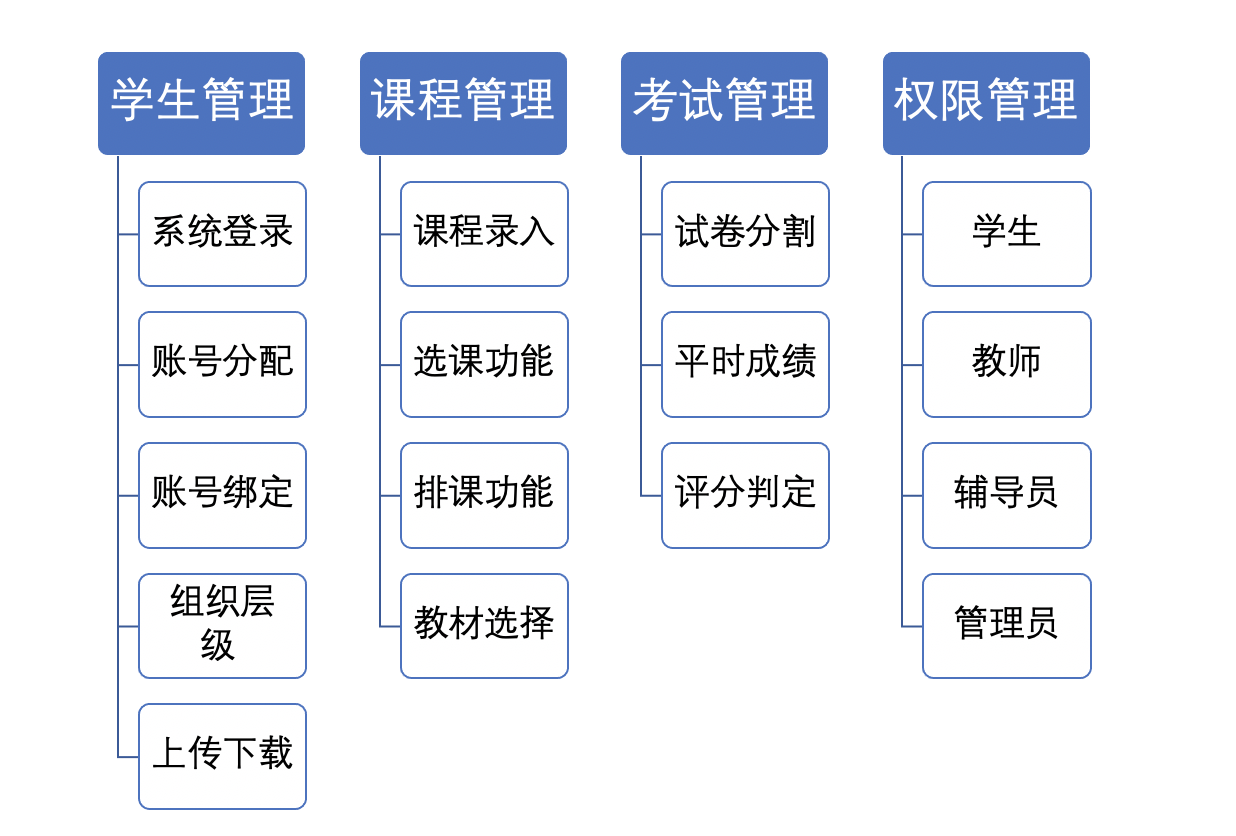 学生管理
系统登录
账号分配
账号绑定
组织层
级
上传下载
课程管理
课程录入
选课功能
排课功能
教材选择
考试管理
试卷分割
平时成绩
评分判定
权限管理
学生
教师
辅导员
管理员